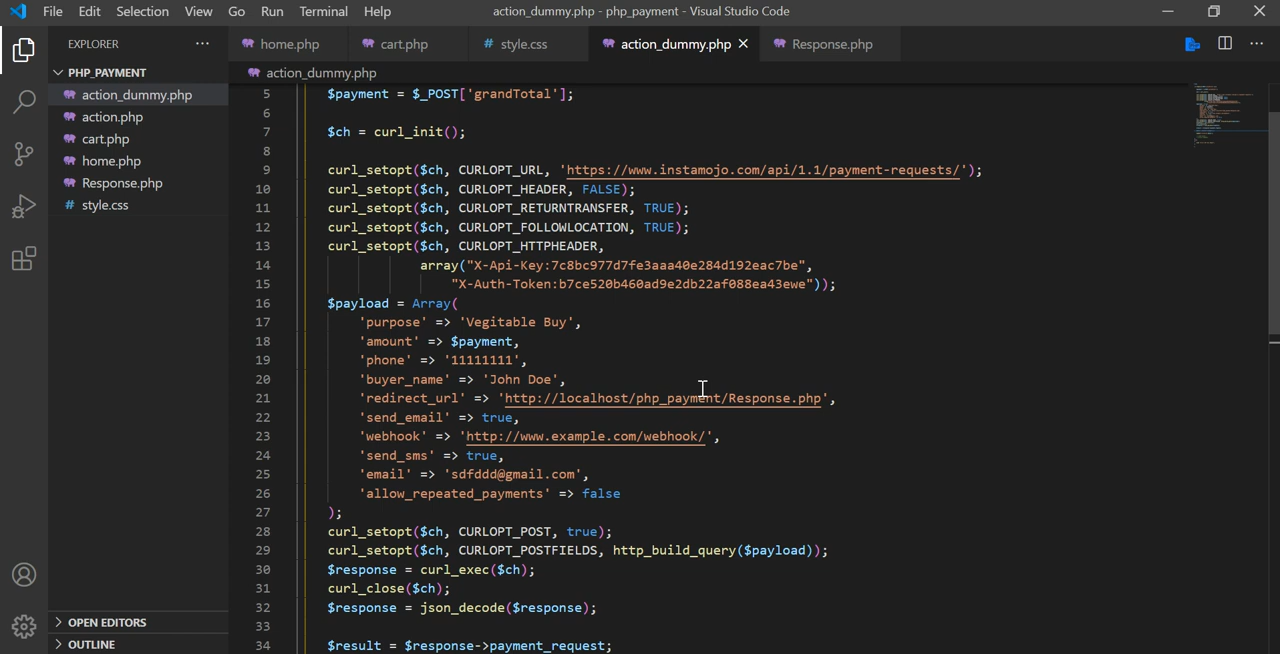 File Edit Selection View Go Run Terminal Help action_dummy.php - php_payment - Visual Studio Code
EXPLORER
PHP_PAYMENT
action_dummy.php
action.php
cart.php
home.php
Response.php
# style.css
OPEN EDITORS
OUTLINE
home.php cart.php # style.css action_dummy.php Response.php
action_dummy.php
5 $payment = $_POST['grandTotal'];
6
7 $ch = curl_init();
8
9 curl_setopt($ch, CURLOPT_URL, 'https://www.instamojo.com/api/1.1/payment-requests/');
10 curl_setopt($ch, CURLOPT_HEADER, FALSE);
11 curl_setopt($ch, CURLOPT_RETURNTRANSFER, TRUE);
12 curl_setopt($ch, CURLOPT_FOLLOWLOCATION, TRUE);
13 curl_setopt($ch, CURLOPT_HTTPHEADER,
14 array("X-Api-Key:7c8bc977d7fe3aaa40e284d192eac7be",
15 "X-Auth-Token:b7ce520b460ad9e2db22af088ea43ewe"));
16 $payload = Array(
17 'purpose' => 'Vegitable Buy',
18 'amount' => $payment,
19 'phone' => '11111111',
20 'buyer_name' => 'John Doe',
21 'redirect_url' => 'http://localhost/php_payment/Response.php',
22 'send_email' => true,
23 'webhook' => 'http://www.example.com/webhook/',
24 'send_sms' => true,
25 'email' => 'sdfddd@gmail.com',
26 'allow_repeated_payments' => false
27 );
28 curl_setopt($ch, CURLOPT_POST, true);
29 curl_setopt($ch, CURLOPT_POSTFIELDS, http_build_query($payload));
30 $response = curl_exec($ch);
31 curl_close($ch);
32 $response = json_decode($response);
33
34 $result = $response->payment_request;